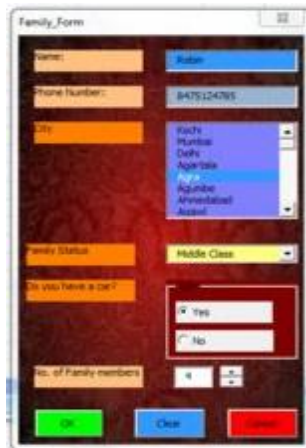 Family_Form
Name:
Robin
Phone Number:
8475124785
City
Kochi
Mumbai
Delhi
Agartala
Agra
Agumbe
Ahmedabad
Family Status
Middle Class
Do you have a car?
Yes
No
No. of Family members
4
OK
Clear
Cancel